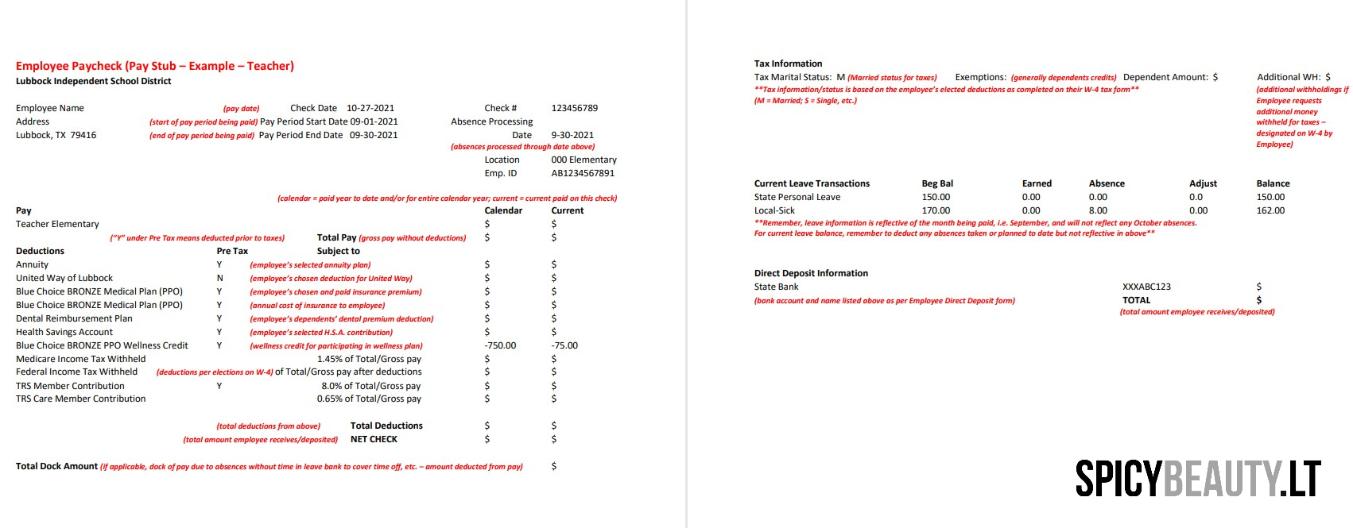 Employee Paycheck (Pay Stub – Example – Teacher)
Lubbock Independent School District
Employee Name (pay date) Check Date 10-27-2021 Check # 123456789
Address (start of pay period being paid) Pay Period Start Date 09-01-2021 Absence Processing
Lubbock, TX 79416 (end of pay period being paid) Pay Period End Date 09-30-2021 Date 9-30-2021
(absences processed through date above)
Location 000 Elementary
Emp. ID AB1234567891
(calendar = paid year to date and/or for entire calendar year; current = current paid on this check)
Pay Calendar Current
Teacher Elementary $ $
("Y" under Pre Tax means deducted prior to taxes) Total Pay (gross pay without deductions) $ $
Deductions Pre Tax Subject to
Annuity Y (employee's selected annuity plan) $ $
United Way of Lubbock N (employee's chosen deduction for United Way) $ $
Blue Choice BRONZE Medical Plan (PPO) Y (employee's chosen and paid insurance premium) $ $
Blue Choice BRONZE Medical Plan (PPO) Y (annual cost of insurance to employee) $ $
Dental Reimbursement Plan Y (employee's dependents' dental premium deduction) $ $
Health Savings Account Y (employee's selected H.S.A. contribution) $ $
Blue Choice BRONZE PPO Wellness Credit Y (wellness credit for participating in wellness plan) -750.00 -75.00
Medicare Income Tax Withheld 1.45% of Total/Gross pay $ $
Federal Income Tax Withheld (deductions per elections on W-4) of Total/Gross pay after deductions $ $
TRS Member Contribution Y 8.0% of Total/Gross pay $ $
TRS Care Member Contribution 0.65% of Total/Gross pay $ $
(total deductions from above) Total Deductions $ $
(total amount employee receives/deposited) NET CHECK $ $
Total Dock Amount (if applicable, dock of pay due to absences without time in leave bank to cover time off, etc. – amount deducted from pay) $
Tax Information
Tax Marital Status: M (Married status for taxes) Exemptions: (generally dependents credits) Dependent Amount: $ Additional WH: $
**Tax information/status is based on the employee's elected deductions as completed on their W-4 tax form**
(M = Married; S = Single, etc.)
(additional withholdings if
Employee requests
additional money
withheld for taxes –
designated on W-4 by
Employee)
Current Leave Transactions Beg Bal Earned Absence Adjust Balance
State Personal Leave 150.00 0.00 0.00 0.0 150.00
Local-Sick 170.00 0.00 8.00 0.00 162.00
**Remember, leave information is reflective of the month being paid, i.e. September, and will not reflect any October absences.
For current leave balance, remember to deduct any absences taken or planned to date but not reflective in above**
Direct Deposit Information
State Bank XXXABC123 $
(bank account and name listed above as per Employee Direct Deposit form) TOTAL $
(total amount employee receives/deposited)
SPICYBEAUTY.LT